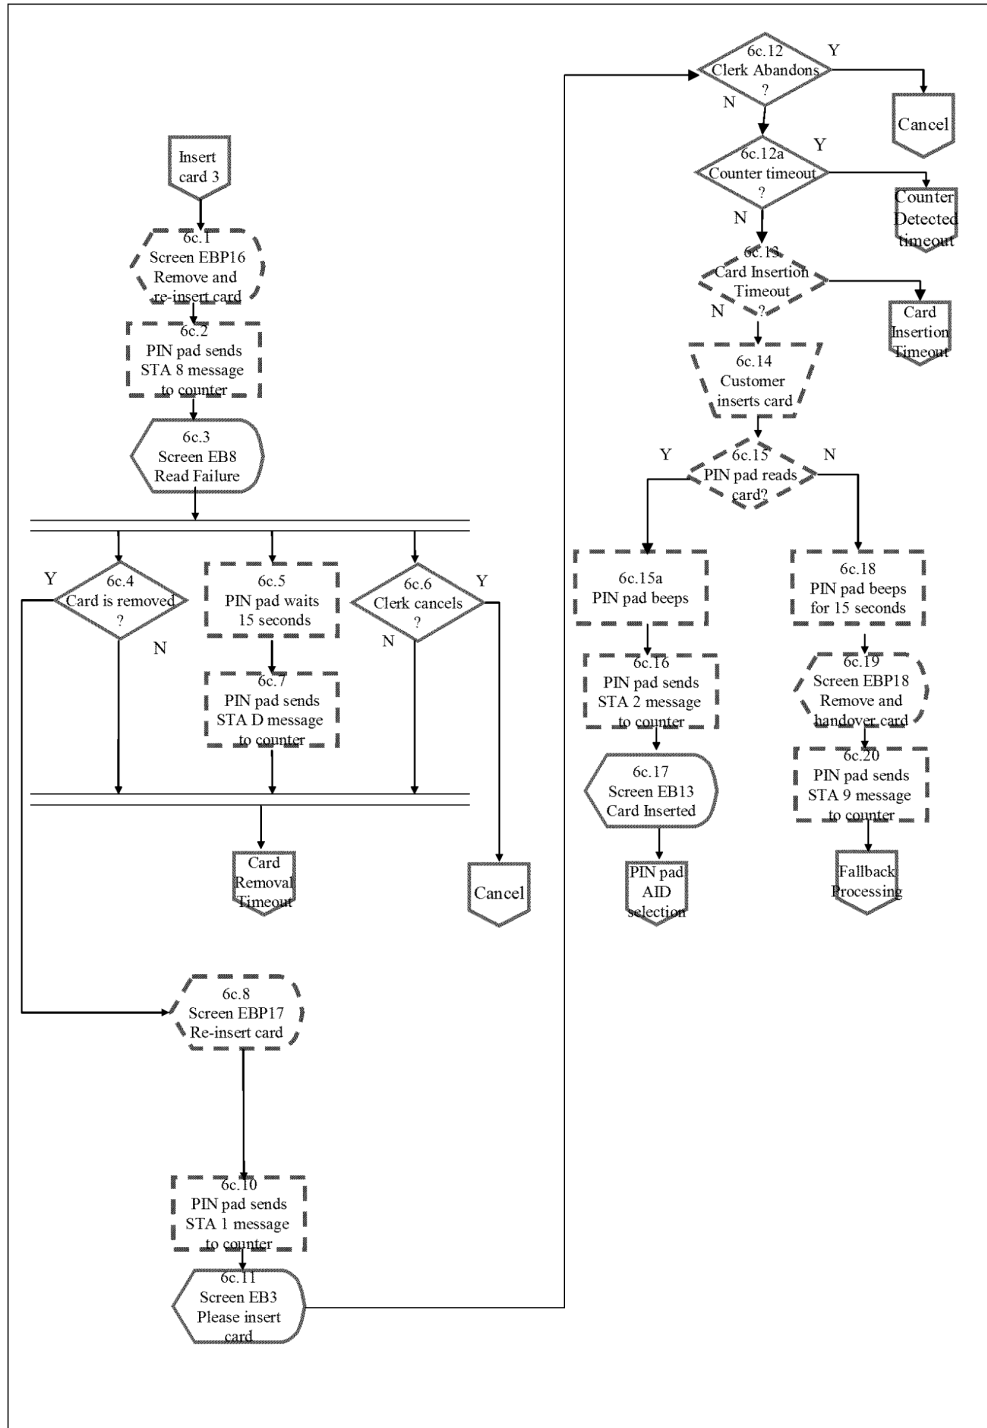 Insert
card 3
6c.1
Screen EBP16
Remove and
re-insert card
6c.2
PIN pad sends
STA 8 message
to counter
6c.3
Screen EB8
Read Failure
Y
6c.4
Card is removed
?
N
6c.5
PIN pad waits
15 seconds
6c.6
Clerk cancels
?
Y
N
6c.7
PIN pad sends
STA D message
to counter
Card
Removal
Timeout
Cancel
6c.8
Screen EBP17
Re-insert card
6c.10
PIN pad sends
STA 1 message
to counter
6c.11
Screen EB3
Please insert
card
6c.12
Clerk Abandons
?
Y
N
Cancel
6c.12a
Counter timeout
?
Y
N
Counter
Detected
timeout
6c.13
Card Insertion
Timeout
?
N
Card
Insertion
Timeout
6c.14
Customer
inserts card
6c.15
PIN pad reads
card?
Y
N
6c.15a
PIN pad beeps
6c.16
PIN pad sends
STA 2 message
to counter
6c.17
Screen EB13
Card Inserted
PIN pad
AID
selection
6c.18
PIN pad beeps
for 15 seconds
6c.19
Screen EBP18
Remove and
handover card
6c.20
PIN pad sends
STA 9 message
to counter
Fallback
Processing